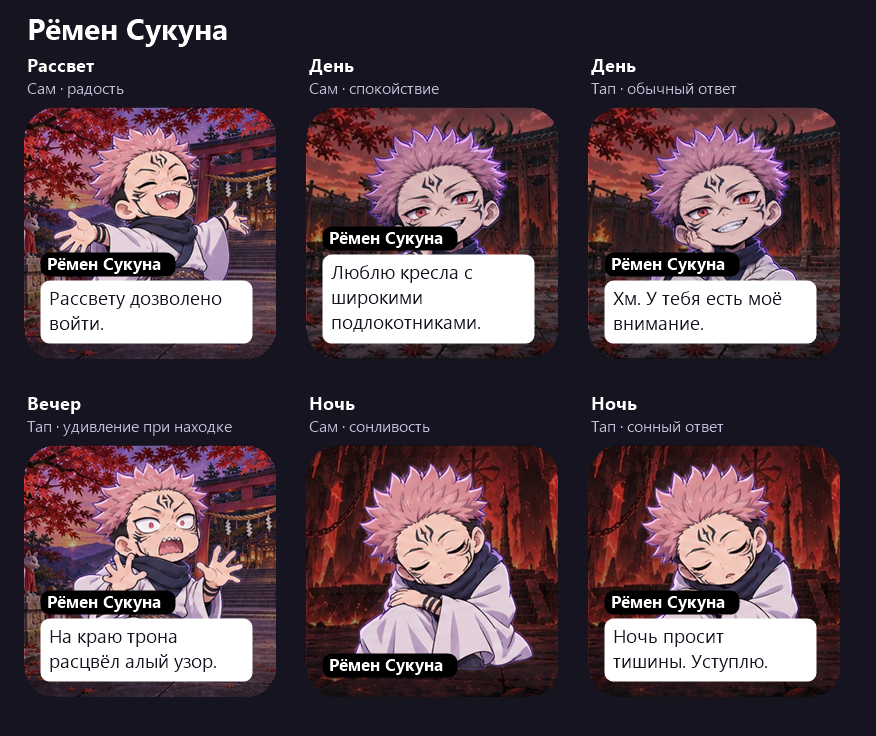 Рёмен Сукуна
Рассвет
Сам · радость
Рёмен Сукуна
Рассвету дозволено
войти.
День
Сам · спокойствие
Рёмен Сукуна
Люблю кресла с
широкими
подлокотниками.
День
Тап · обычный ответ
Рёмен Сукуна
Хм. У тебя есть моё
внимание.
Вечер
Тап · удивление при находке
Рёмен Сукуна
На краю трона
расцвёл алый узор.
Ночь
Сам · сонливость
Рёмен Сукуна
Ночь
Тап · сонный ответ
Рёмен Сукуна
Ночь просит
тишины. Уступлю.